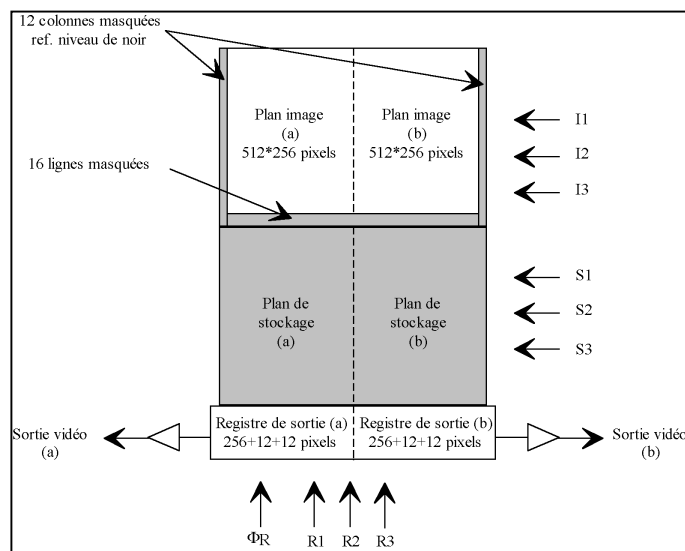 12 colonnes masquées
ref. niveau de noir
Plan image
(a)
512*256 pixels
Plan image
(b)
512*256 pixels
I1
I2
I3
16 lignes masquées
Plan de
stockage
(a)
Plan de
stockage
(b)
S1
S2
S3
Registre de sortie (a)
256+12+12 pixels
Registre de sortie (b)
256+12+12 pixels
Sortie vidéo
(a)
Sortie vidéo
(b)
ΦR
R1
R2
R3